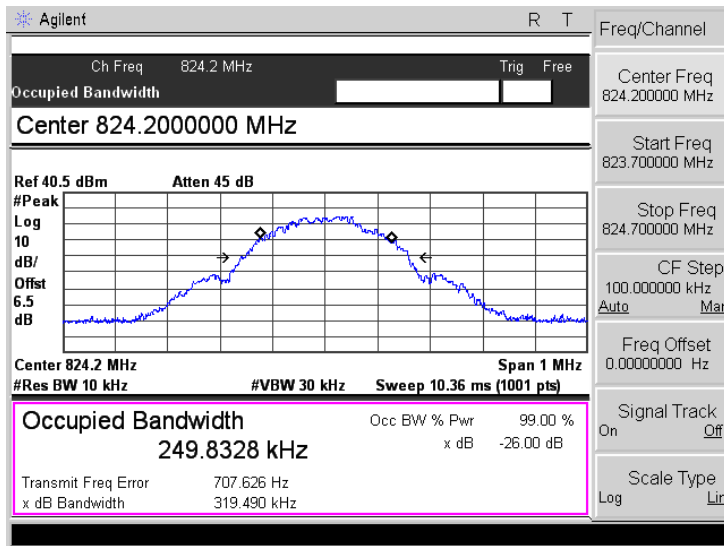 Agilent R T
Ch Freq 824.2 MHz Trig Free
Occupied Bandwidth
Center 824.2000000 MHz
Ref 40.5 dBm Atten 45 dB
#Peak
Log
10
dB/
Offst
6.5
dB
Center 824.2 MHz Span 1 MHz
#Res BW 10 kHz #VBW 30 kHz Sweep 10.36 ms (1001 pts)
Occupied Bandwidth Occ BW % Pwr 99.00 %
249.8328 kHz x dB -26.00 dB
Transmit Freq Error 707.626 Hz
x dB Bandwidth 319.490 kHz
Freq/Channel
Center Freq
824.200000 MHz
Start Freq
823.700000 MHz
Stop Freq
824.700000 MHz
CF Step
100.000000 kHz
Auto Man
Freq Offset
0.00000000 Hz
Signal Track
On Off
Scale Type
Log Lin